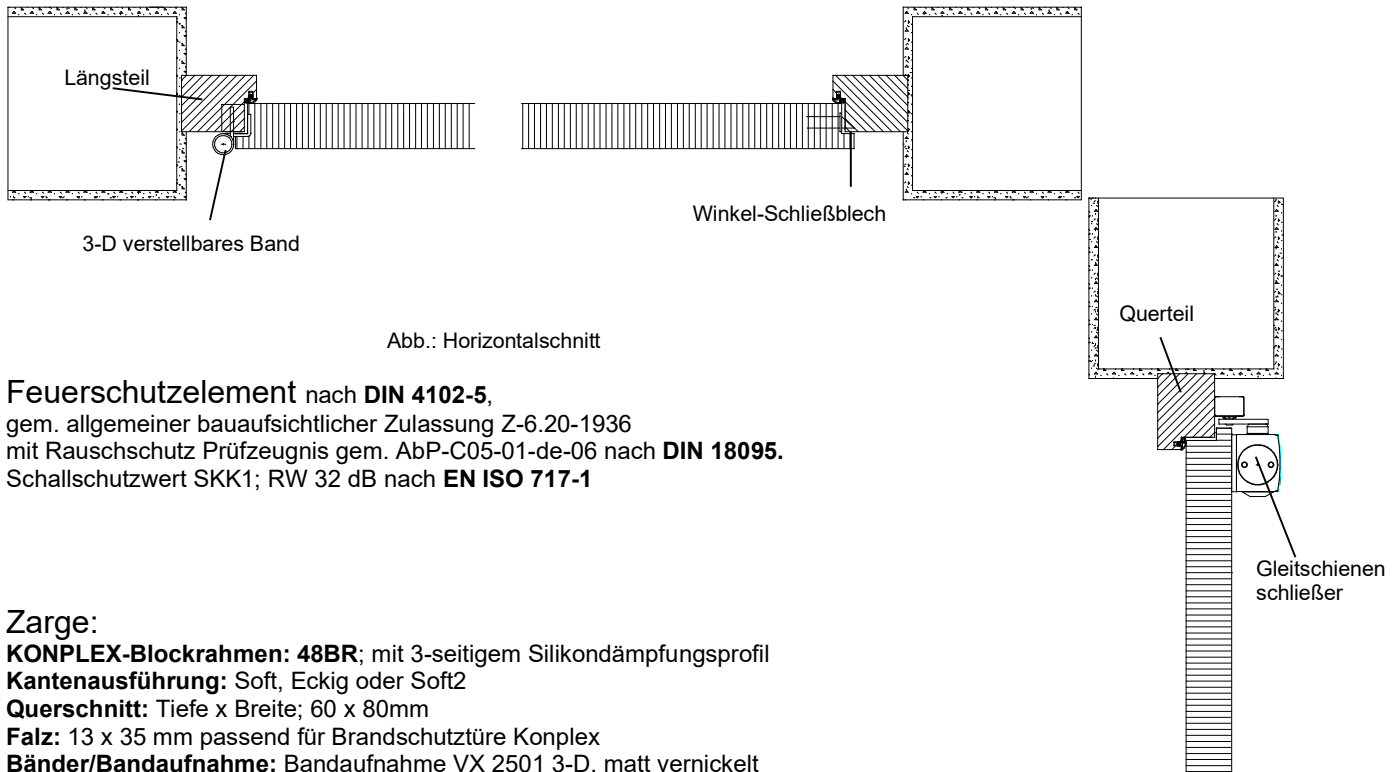 Längsteil
Winkel-Schließblech
3-D verstellbares Band
Querteil
Abb.: Horizontalschnitt
Feuerschutzelement nach DIN 4102-5,
gem. allgemeiner bauaufsichtlicher Zulassung Z-6.20-1936
mit Rauschschutz Prüfzeugnis gem. AbP-C05-01-de-06 nach DIN 18095.
Schallschutzwert SKK1; RW 32 dB nach EN ISO 717-1
Gleitschienen
schließer
Zarge:
KONPLEX-Blockrahmen: 48BR; mit 3-seitigem Silikondämpfungsprofil
Kantenausführung: Soft, Eckig oder Soft2
Querschnitt: Tiefe x Breite; 60 x 80mm
Falz: 13 x 35 mm passend für Brandschutztüre Konplex
Bänder/Bandaufnahme: Bandaufnahme VX 2501 3-D, matt vernickelt